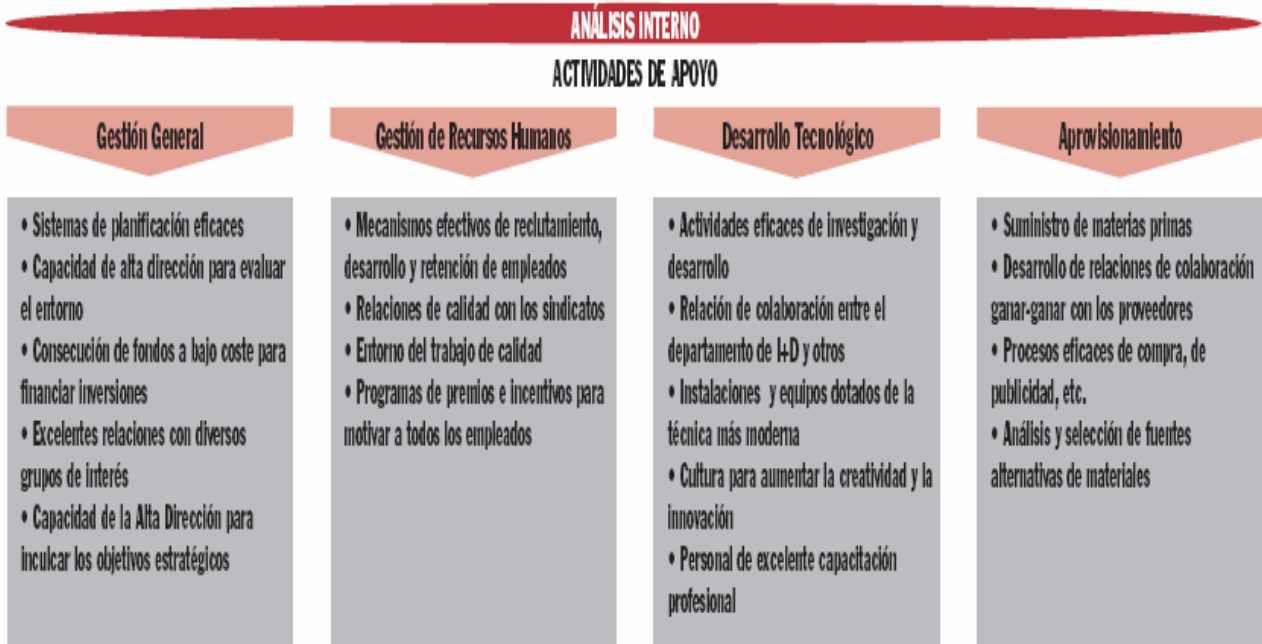 ANÁLISIS INTERNO
ACTIVIDADES DE APOYO
Gestión General
• Sistemas de planificación eficaces
• Capacidad de alta dirección para evaluar
el entorno
• Consecución de fondos a bajo coste para
financiar inversiones
• Excelentes relaciones con diversos
grupos de interés
• Capacidad de la Alta Dirección para
inculcar los objetivos estratégicos
Gestión de Recursos Humanos
• Mecanismos efectivos de reclutamiento,
desarrollo y retención de empleados
• Relaciones de calidad con los sindicatos
• Entorno del trabajo de calidad
• Programas de premios e incentivos para
motivar a todos los empleados
Desarrollo Tecnológico
• Actividades eficaces de investigación y
desarrollo
• Relación de colaboración entre el
departamento de I+D y otros
• Instalaciones y equipos dotados de la
técnica más moderna
• Cultura para aumentar la creatividad y la
innovación
• Personal de excelente capacitación
profesional
Aprovisionamiento
• Suministro de materias primas
• Desarrollo de relaciones de colaboración
ganar-ganar con los proveedores
• Procesos eficaces de compra, de
publicidad, etc.
• Análisis y selección de fuentes
alternativas de materiales